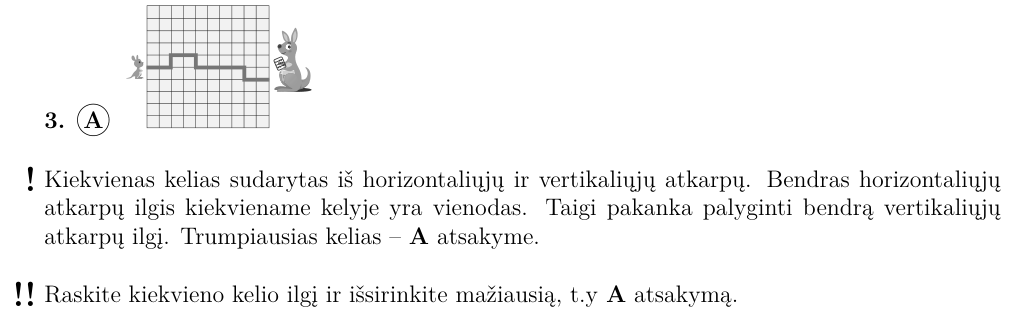 3. A
! Kiekvienas kelias sudarytas iš horizontaliųjų ir vertikaliųjų atkarpų. Bendras horizontaliųjų
atkarpų ilgis kiekviename kelyje yra vienodas. Taigi pakanka palyginti bendrą vertikaliųjų
atkarpų ilgį. Trumpiausias kelias – A atsakyme.
!! Raskite kiekvieno kelio ilgį ir išsirinkite mažiausią, t.y A atsakymą.